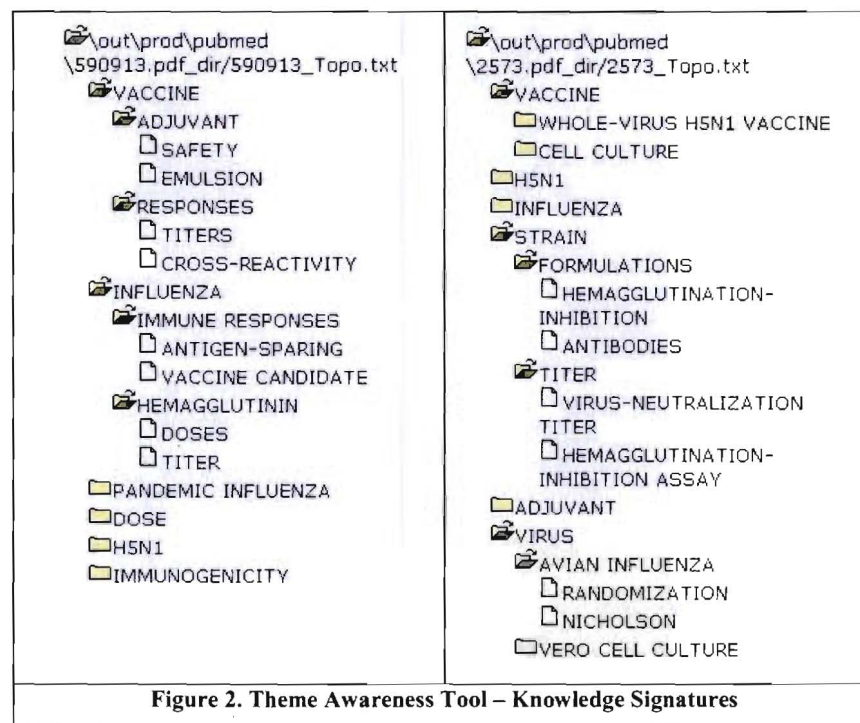 \out\prod\pubmed
\590913.pdf_dir/590913_Topo.txt
VACCINE
ADJUVANT
SAFETY
EMULSION
RESPONSES
TITERS
CROSS-REACTIVITY
INFLUENZA
IMMUNE RESPONSES
ANTIGEN-SPARING
VACCINE CANDIDATE
HEMAGGLUTININ
DOSES
TITER
PANDEMIC INFLUENZA
DOSE
H5N1
IMMUNOGENICITY
\out\prod\pubmed
\2573.pdf_dir/2573_Topo.txt
VACCINE
WHOLE-VIRUS H5N1 VACCINE
CELL CULTURE
H5N1
INFLUENZA
STRAIN
FORMULATIONS
HEMAGGLUTINATION-
INHIBITION
ANTIBODIES
TITER
VIRUS-NEUTRALIZATION
TITER
HEMAGGLUTINATION-
INHIBITION ASSAY
ADJUVANT
VIRUS
AVIAN INFLUENZA
RANDOMIZATION
NICHOLSON
VERO CELL CULTURE
Figure 2. Theme Awareness Tool – Knowledge Signatures